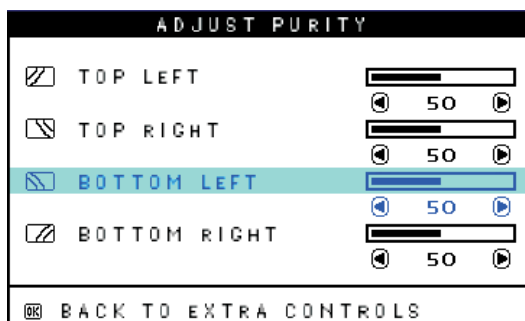 ADJUST PURITY
TOP LEFT
50
TOP RIGHT
50
BOTTOM LEFT
50
BOTTOM RIGHT
50
OK BACK TO EXTRA CONTROLS